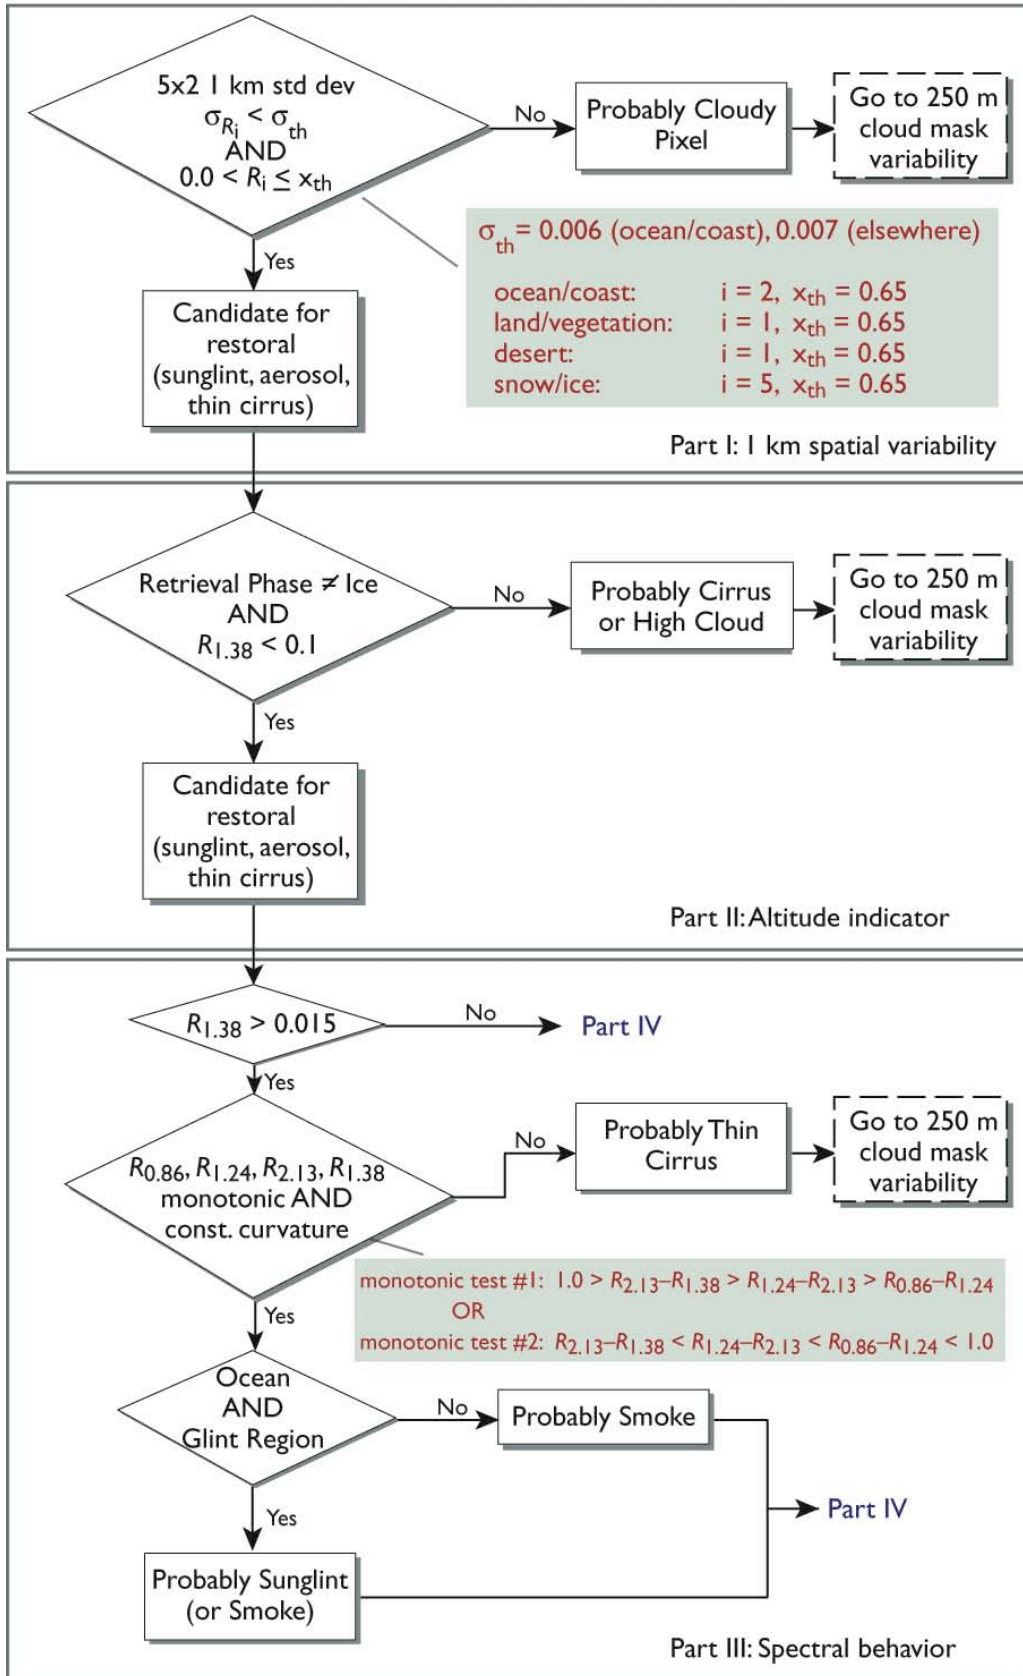 5x2 1 km std dev
σRi < σth
AND
0.0 < Ri ≤ xth
No
Probably Cloudy
Pixel
Go to 250 m
cloud mask
variability
σth = 0.006 (ocean/coast), 0.007 (elsewhere)
ocean/coast: i = 2, xth = 0.65
land/vegetation: i = 1, xth = 0.65
desert: i = 1, xth = 0.65
snow/ice: i = 5, xth = 0.65
Yes
Candidate for
restoral
(sunglint, aerosol,
thin cirrus)
Part I: 1 km spatial variability
Retrieval Phase ≠ Ice
AND
R1.38 < 0.1
No
Probably Cirrus
or High Cloud
Go to 250 m
cloud mask
variability
Yes
Candidate for
restoral
(sunglint, aerosol,
thin cirrus)
Part II: Altitude indicator
R1.38 > 0.015
No
Part IV
Yes
R0.86, R1.24, R2.13, R1.38
monotonic AND
const. curvature
No
Probably Thin
Cirrus
Go to 250 m
cloud mask
variability
monotonic test #1: 1.0 > R2.13–R1.38 > R1.24–R2.13 > R0.86–R1.24
OR
monotonic test #2: R2.13–R1.38 < R1.24–R2.13 < R0.86–R1.24 < 1.0
Yes
Ocean
AND
Glint Region
No
Probably Smoke
Part IV
Yes
Probably Sunglint
(or Smoke)
Part III: Spectral behavior